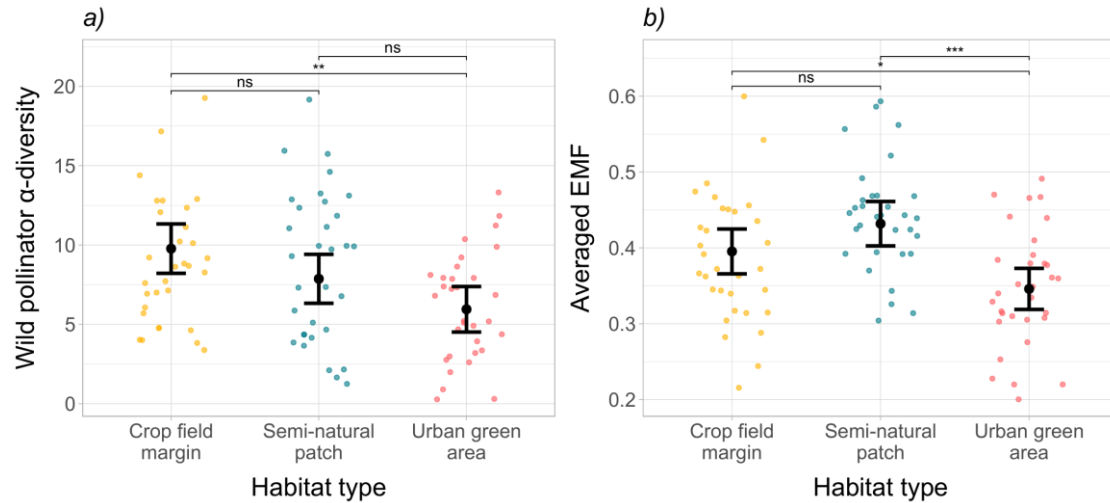 a)
Wild pollinator α-diversity
20
15
10
5
0
ns
**
ns
Crop field
margin
Semi-natural
patch
Urban green
area
Habitat type
b)
Averaged EMF
0.6
0.5
0.4
0.3
0.2
***
*
ns
Crop field
margin
Semi-natural
patch
Urban green
area
Habitat type